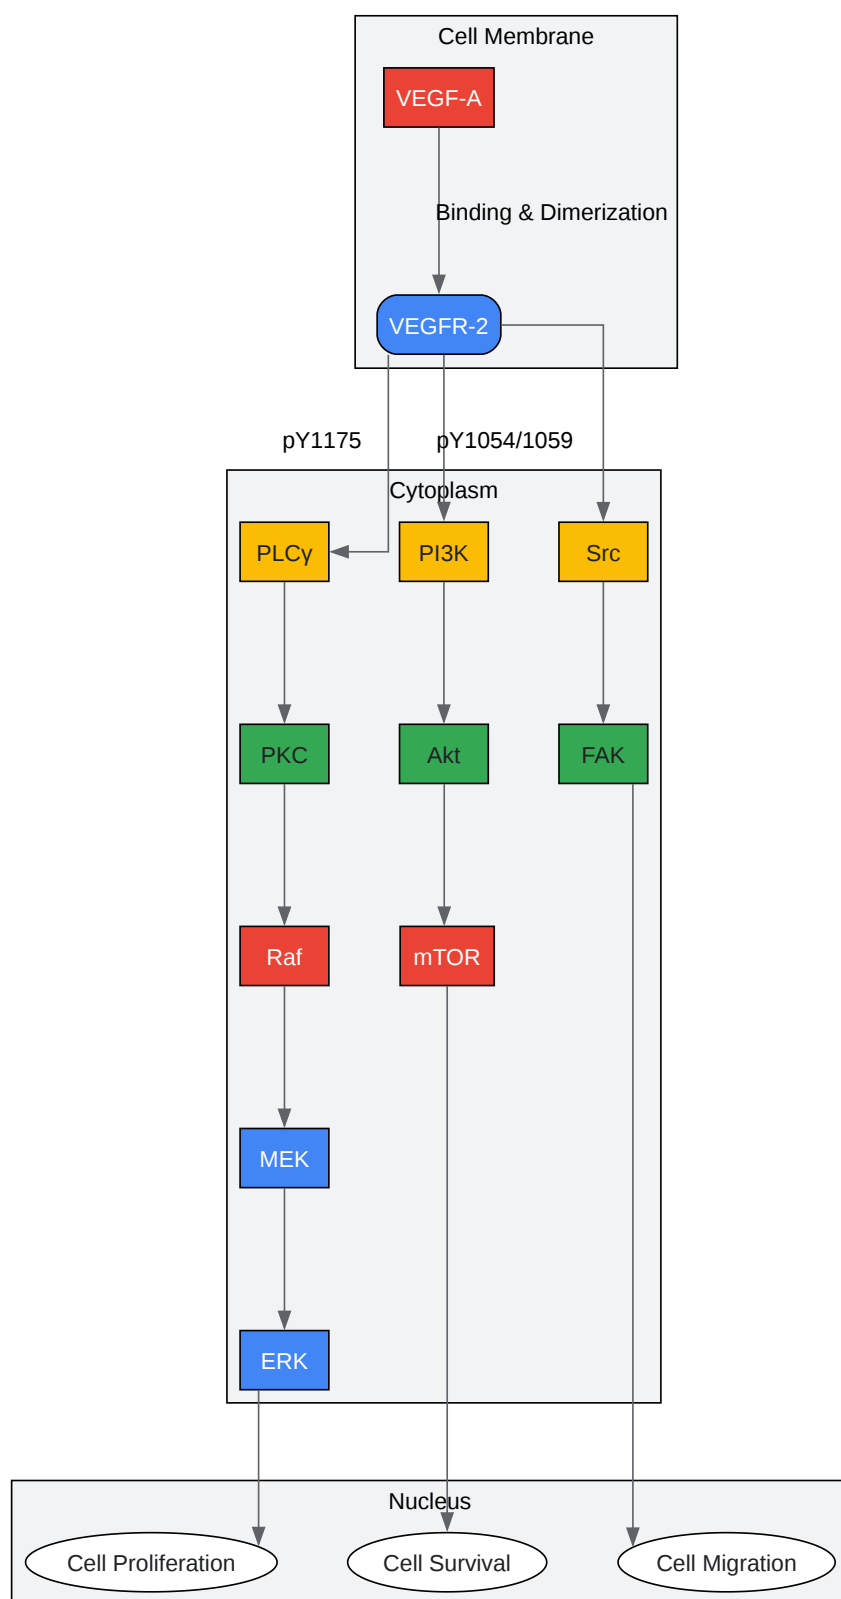 Cell Membrane
VEGF-A
Binding & Dimerization
VEGFR-2
pY1175
pY1054/1059
Cytoplasm
PLCγ
PI3K
Src
PKC
Akt
FAK
Raf
mTOR
MEK
ERK
Nucleus
Cell Proliferation
Cell Survival
Cell Migration